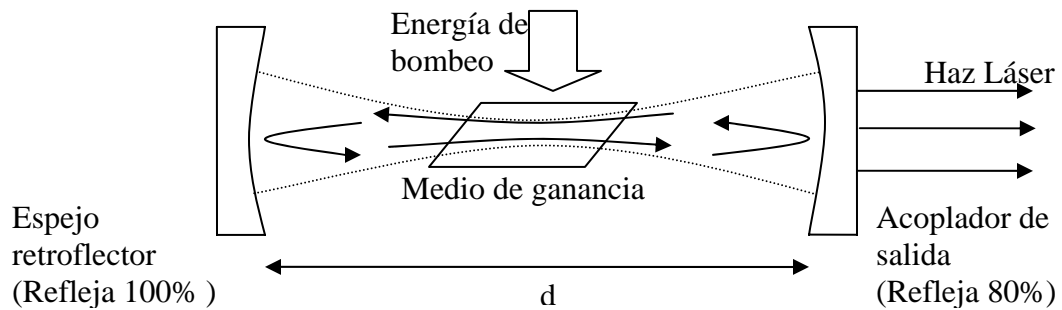 Energía de
bombeo
Haz Láser
Medio de ganancia
Espejo
retroflector
(Refleja 100% )
Acoplador de
salida
(Refleja 80%)
d